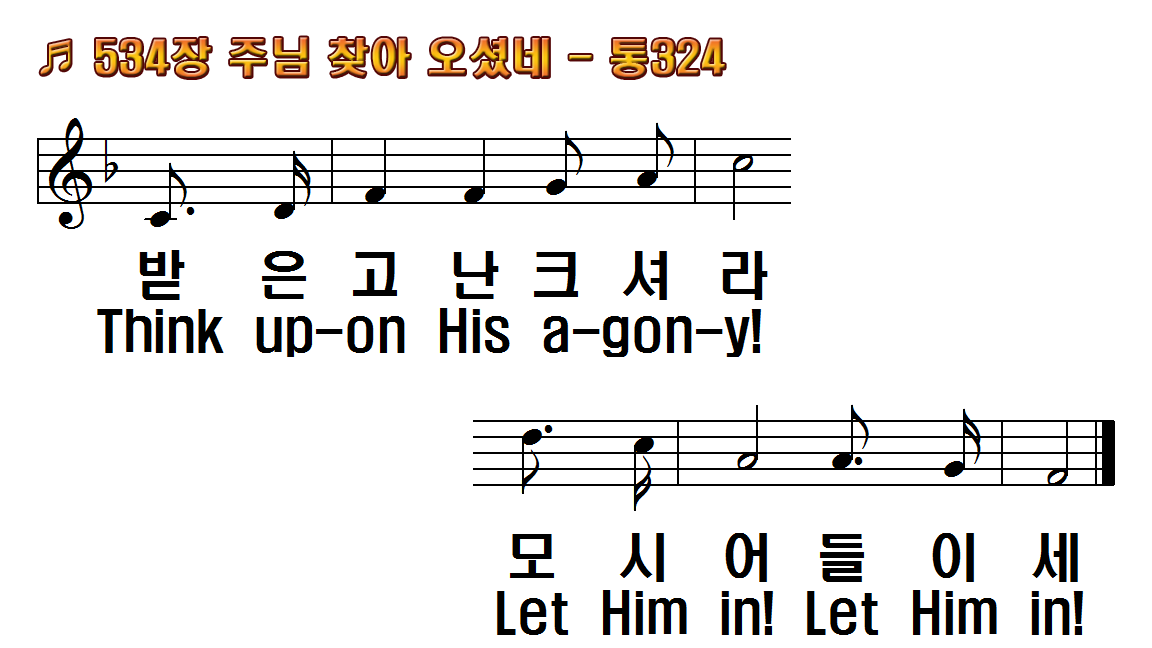 ♬ 534장 주님 찾아 오셨네 - 통324
받 은 고 난 크 셔 라
Think up-on His a-gon-y!
모 시 어 들 이 세
Let Him in! Let Him in!